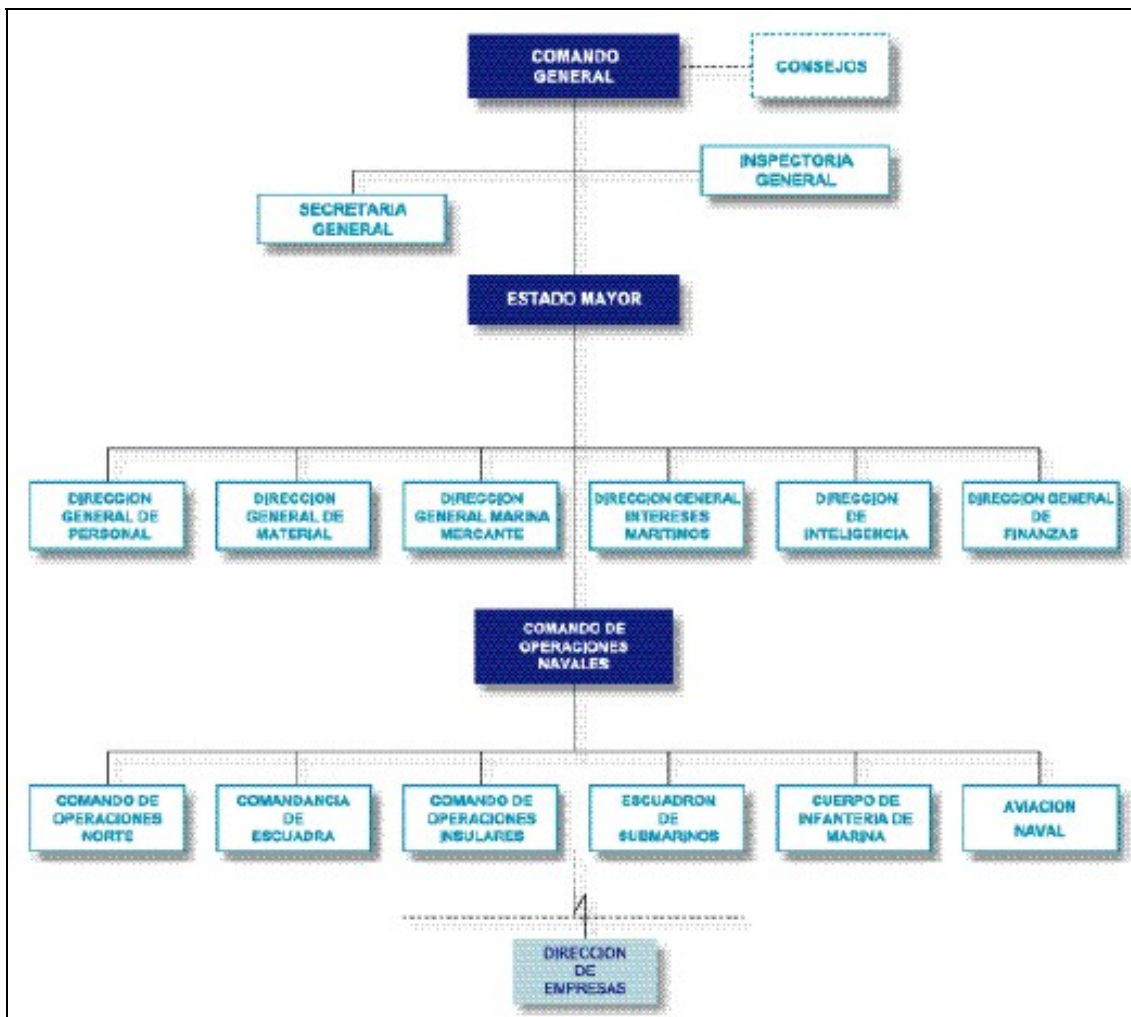 COMANDO
GENERAL
CONSEJOS
INSPECTORIA
GENERAL
SECRETARIA
GENERAL
ESTADO MAYOR
DIRECCION
GENERAL DE
PERSONAL
DIRECCION
GENERAL DE
MATERIAL
DIRECCION
GENERAL MARINA
MERCANTE
DIRECCION GENERAL
INTERESES
MARITINOS
DIRECCION
DE
INTELIGENCIA
DIRECCION GENERAL
DE
FINANZAS
COMANDO DE
OPERACIONES
NAVALES
COMANDO DE
OPERACIONES
NORTE
COMANDANCIA
DE
ESCUADRA
COMANDO DE
OPERACIONES
INSULARES
ESCUADRON
DE
SUBMARINOS
CUERPO DE
INFANTERIA DE
MARINA
AVIACION
NAVAL
DIRECCION
DE
EMPRESAS